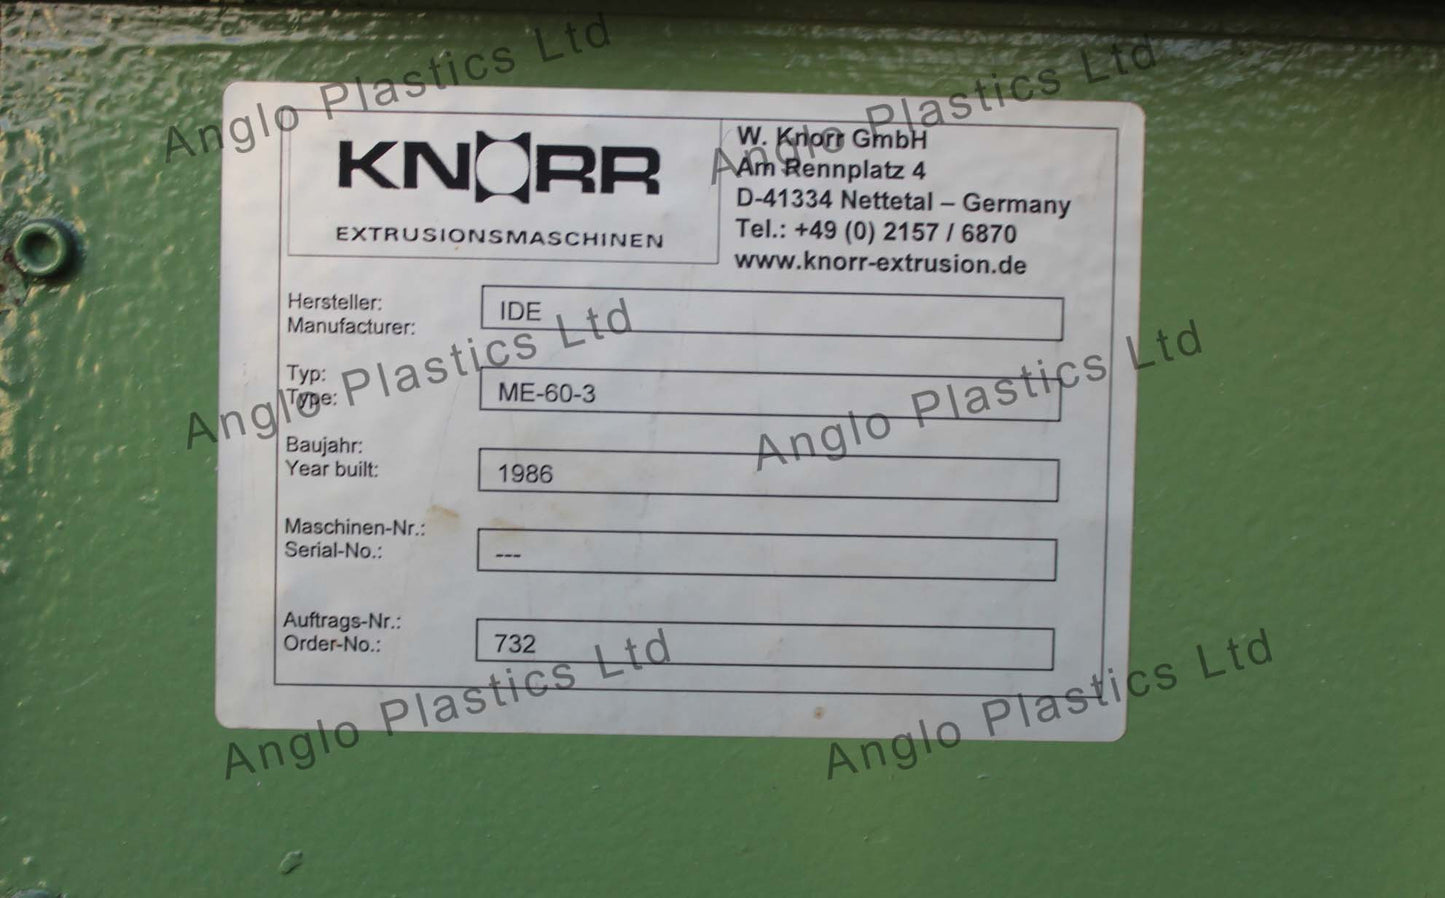 KNORR
EXTRUSIONSMASCHINEN
W. Knorr GmbH
Am Rennplatz 4
D-41334 Nettetal – Germany
Tel.: +49 (0) 2157 / 6870
www.knorr-extrusion.de
Hersteller:
Manufacturer:
IDE
Typ:
Type:
ME-60-3
Baujahr:
Year built:
1986
Maschinen-Nr.:
Serial-No.:
---
Auftrags-Nr.:
Order-No.:
732
Anglo Plastics Ltd
Anglo Plastics Ltd
Anglo Plastics Ltd
Anglo Plastics Ltd
Anglo Plastics Ltd
Anglo Plastics Ltd